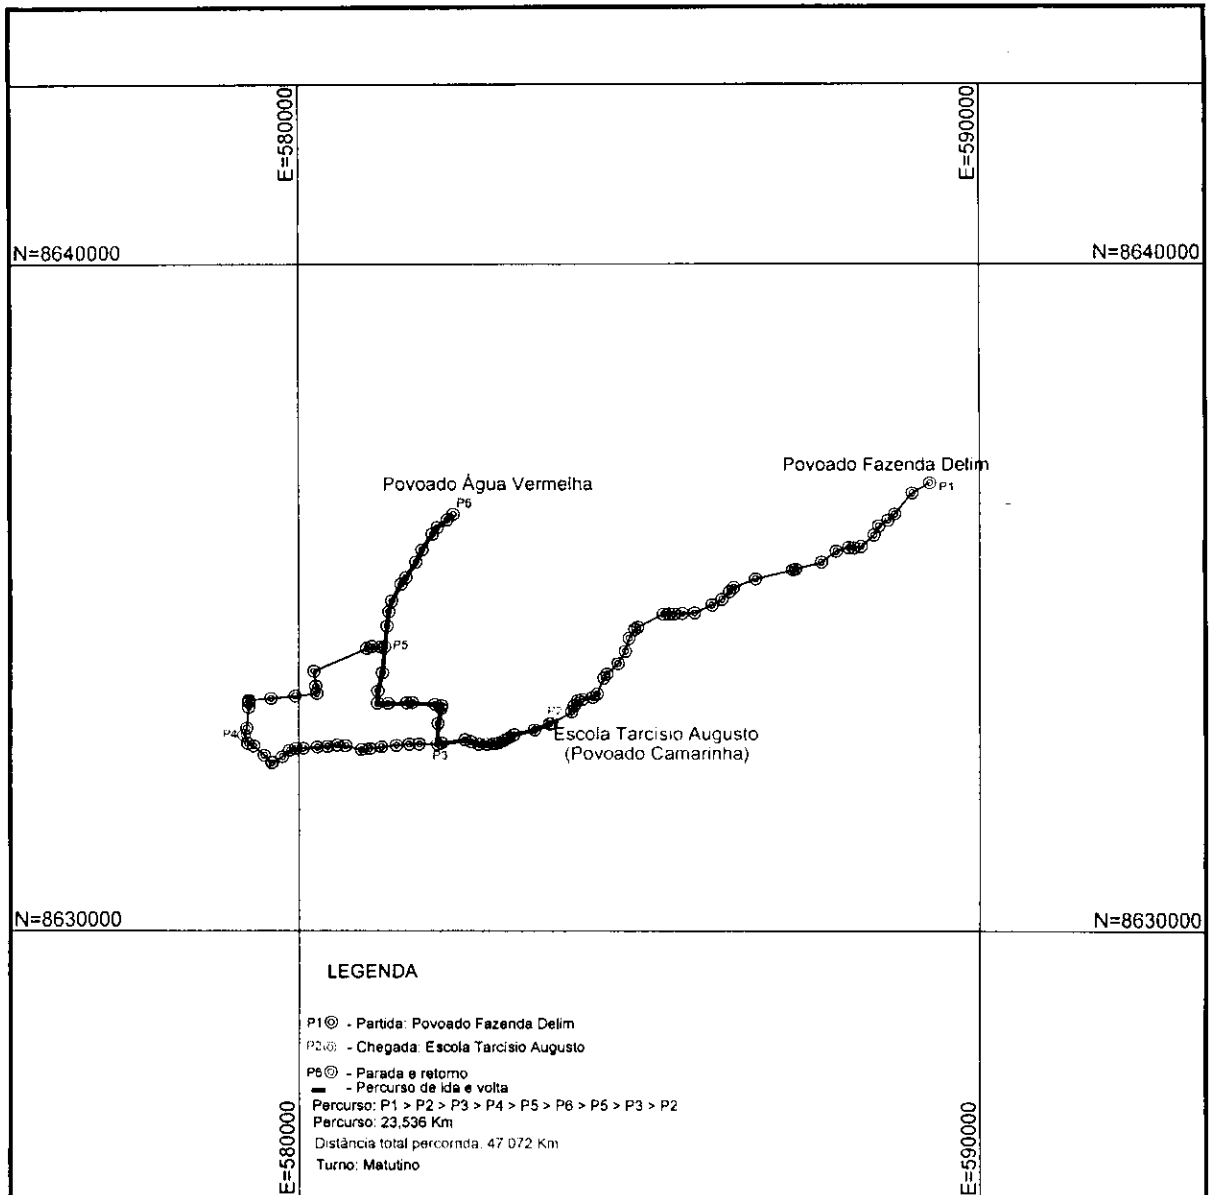 E=580000
E=590000
N=8640000
N=8640000
Povoado Fazenda Delim
P1
Povoado Água Vermelha
P6
P5
P2
Escola Tarcísio Augusto
(Povoado Camarinha)
P4
P3
N=8630000
N=8630000
LEGENDA
P1 - Partida: Povoado Fazenda Delim
P2 - Chegada: Escola Tarcísio Augusto
P6 - Parada e retorno
- Percurso de ida e volta
Percurso: P1 > P2 > P3 > P4 > P5 > P6 > P5 > P3 > P2
Percurso: 23,536 Km
Distância total percorrida: 47 072 Km
Turno: Matutino
E=580000
E=590000